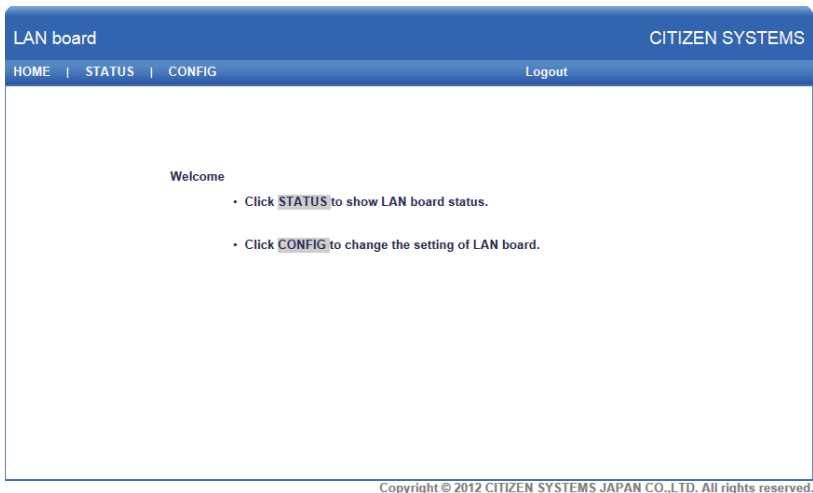 LAN board CITIZEN SYSTEMS
HOME | STATUS | CONFIG Logout
Welcome
• Click STATUS to show LAN board status.
• Click CONFIG to change the setting of LAN board.
Copyright © 2012 CITIZEN SYSTEMS JAPAN CO.,LTD. All rights reserved.